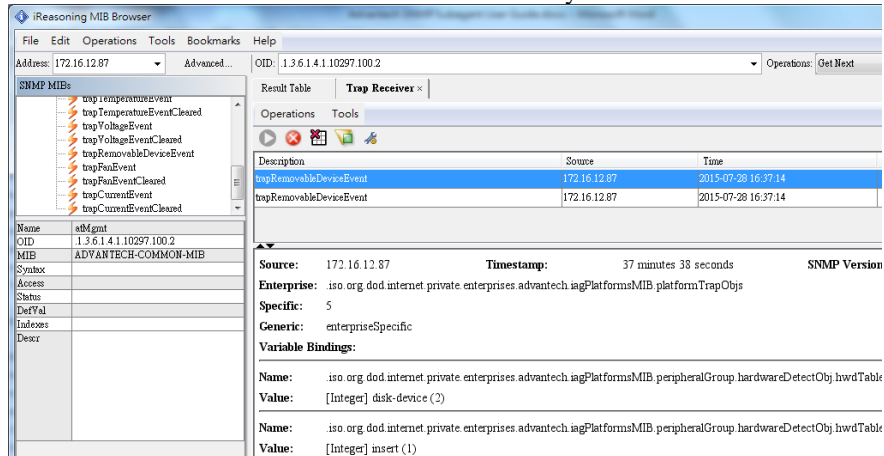 iReasoning MIB Browser
File Edit Operations Tools Bookmarks Help
Address: 172.16.12.87 Advanced... OID: .1.3.6.1.4.1.10297.100.2 Operations: Get Next
SNMP MIBs
trapTemperatureEvent
trapTemperatureEventCleared
trapVoltageEvent
trapVoltageEventCleared
trapRemovableDeviceEvent
trapFanEvent
trapFanEventCleared
trapCurrentEvent
trapCurrentEventCleared
Name atMgmt
OID .1.3.6.1.4.1.10297.100.2
MIB ADVANTECH-COMMON-MIB
Syntax
Access
Status
DefVal
Indexes
Descr
Result Table Trap Receiver ×
Operations Tools
Description Source Time
trapRemovableDeviceEvent 172.16.12.87 2015-07-28 16:37:14
trapRemovableDeviceEvent 172.16.12.87 2015-07-28 16:37:14
Source: 172.16.12.87 Timestamp: 37 minutes 38 seconds SNMP Version
Enterprise: .iso.org.dod.internet.private.enterprises.advantech.iagPlatformsMIB.platformTrapObjs
Specific: 5
Generic: enterpriseSpecific
Variable Bindings:
Name: .iso.org.dod.internet.private.enterprises.advantech.iagPlatformsMIB.peripheralGroup.hardwareDetectObj.hwdTable
Value: [Integer] disk-device (2)
Name: .iso.org.dod.internet.private.enterprises.advantech.iagPlatformsMIB.peripheralGroup.hardwareDetectObj.hwdTable
Value: [Integer] insert (1)